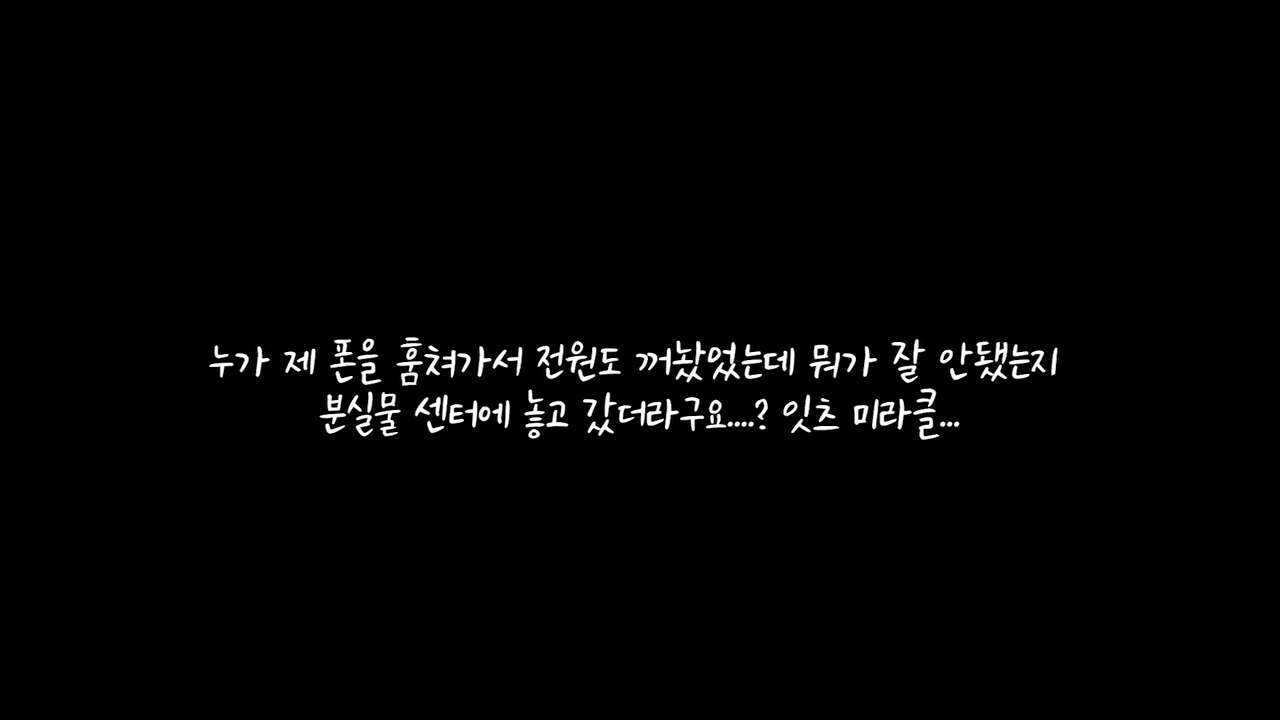 누가 제 폰을 훔쳐가서 전원도 꺼놨었는데 뭐가 잘 안됐는지
분실물 센터에 놓고 갔더라구요....? 잇츠 미라클...